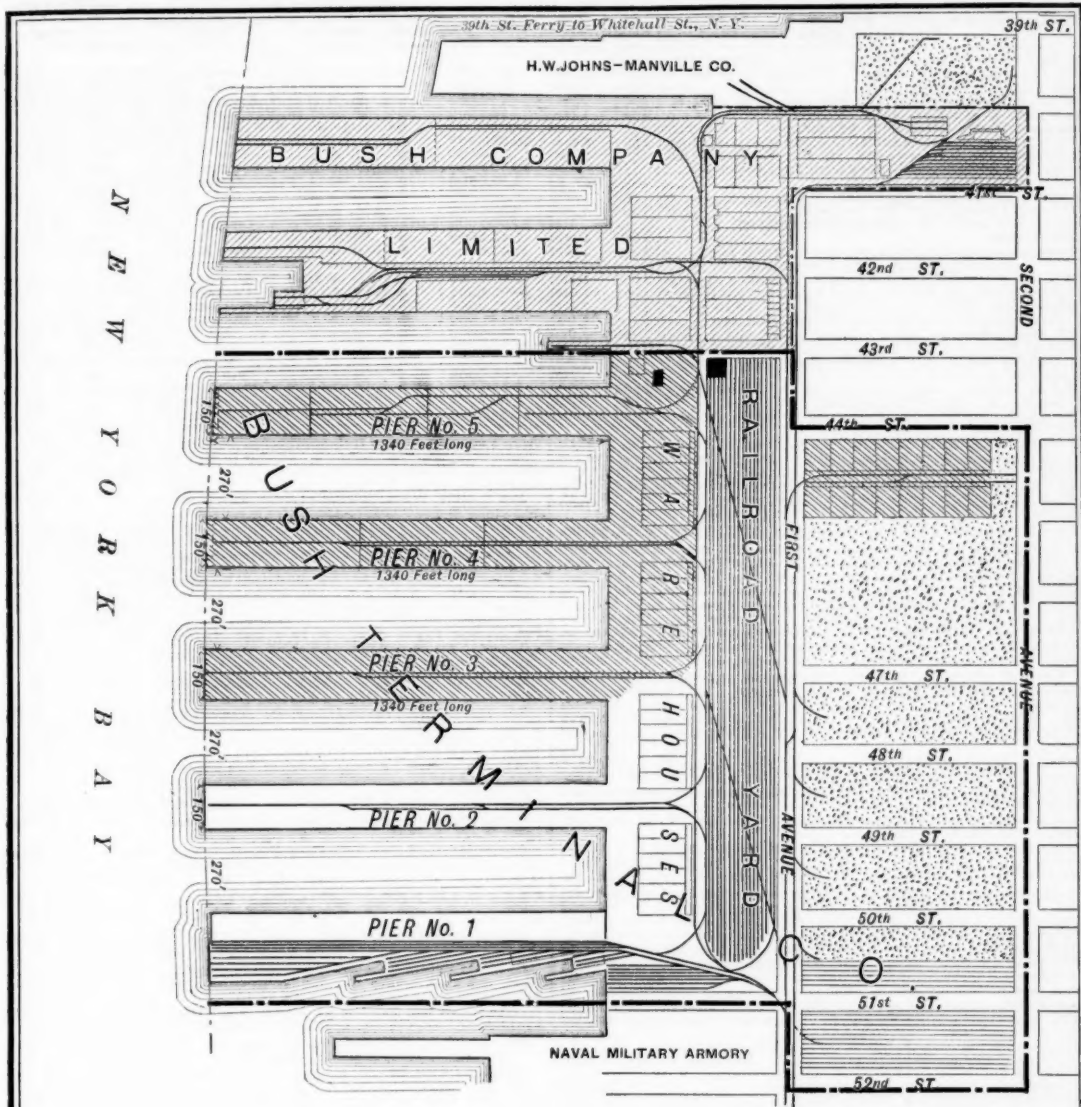 39th St. Ferry to Whitehall St., N. Y.
39th ST.
H.W.JOHNS-MANVILLE CO.
BUSH COMPANY
LIMITED
41st ST.
42nd ST.
43rd ST.
44th ST.
SECOND AVENUE
NEW YORK BAY
BUSH TERMINAL CO
RAILROAD YARD
WAREHOUSES
FIRST AVENUE
150'
PIER No. 5
1340 Feet long
270'
150'
PIER No. 4
1340 Feet long
270'
150'
PIER No. 3
1340 Feet long
47th ST.
270'
48th ST.
150'
PIER No. 2
49th ST.
270'
PIER No. 1
50th ST.
51st ST.
NAVAL MILITARY ARMORY
52nd ST